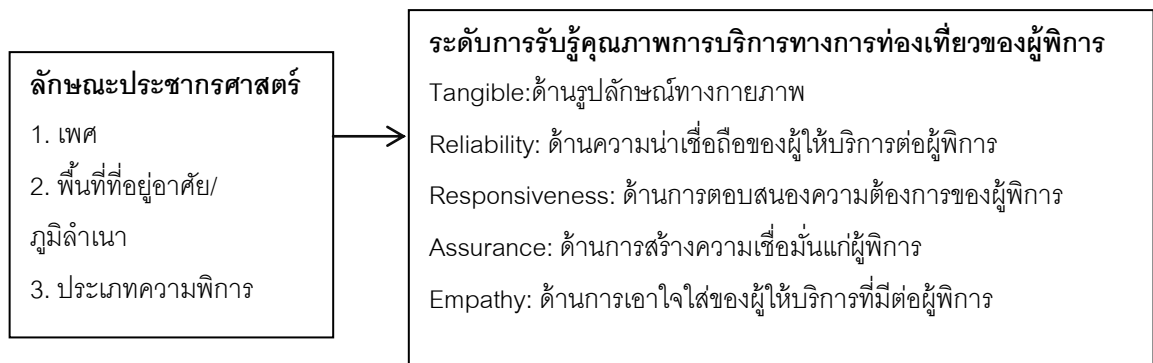 ลักษณะประชากรศาสตร์
1. เพศ
2. พื้นที่ที่อยู่อาศัย/
ภูมิลำเนา
3. ประเภทความพิการ
ระดับการรับรู้คุณภาพการบริการทางการท่องเที่ยวของผู้พิการ
Tangible:ด้านรูปลักษณ์ทางกายภาพ
Reliability: ด้านความน่าเชื่อถือของผู้ให้บริการต่อผู้พิการ
Responsiveness: ด้านการตอบสนองความต้องการของผู้พิการ
Assurance: ด้านการสร้างความเชื่อมั่นแก่ผู้พิการ
Empathy: ด้านการเอาใจใส่ของผู้ให้บริการที่มีต่อผู้พิการ